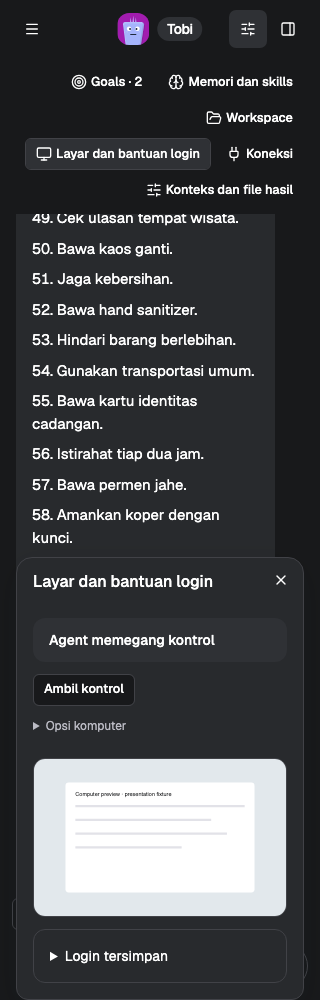 Tobi
Goals · 2
Memori dan skills
Workspace
Layar dan bantuan login
Koneksi
Konteks dan file hasil
49. Cek ulasan tempat wisata.
50. Bawa kaos ganti.
51. Jaga kebersihan.
52. Bawa hand sanitizer.
53. Hindari barang berlebihan.
54. Gunakan transportasi umum.
55. Bawa kartu identitas
cadangan.
56. Istirahat tiap dua jam.
57. Bawa permen jahe.
58. Amankan koper dengan
kunci.
Layar dan bantuan login
Agent memegang kontrol
Ambil kontrol
Opsi komputer
Computer preview · presentation fixture
Login tersimpan